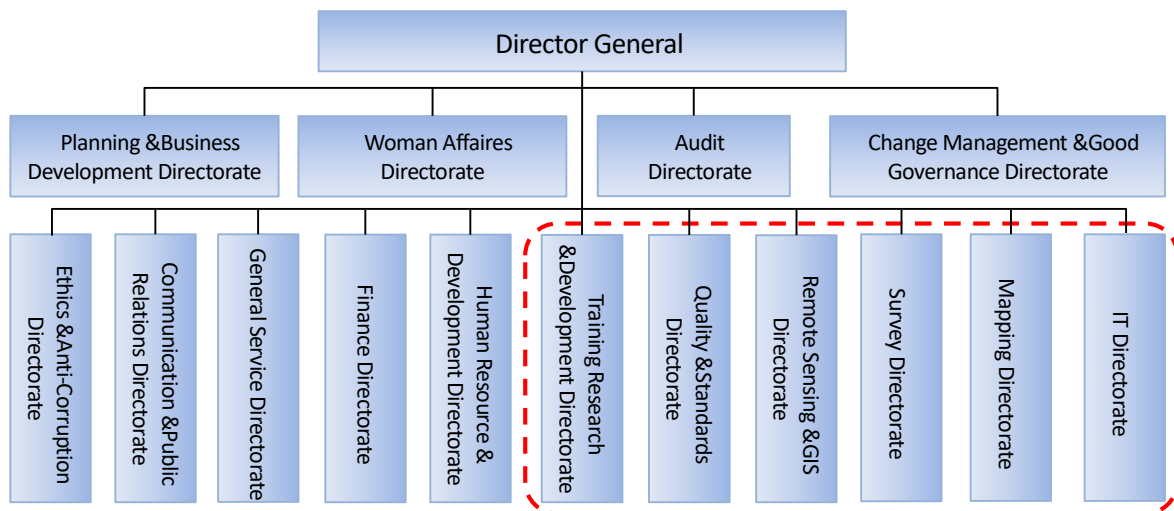 Director General
Planning &Business
Development Directorate
Woman Affaires
Directorate
Audit
Directorate
Change Management &Good
Governance Directorate
Ethics &Anti-Corruption
Directorate
Communication &Public
Relations Directorate
General Service Directorate
Finance Directorate
Human Resource &
Development Directorate
Training Research
&Development Directorate
Quality &Standards
Directorate
Remote Sensing &GIS
Directorate
Survey Directorate
Mapping Directorate
IT Directorate